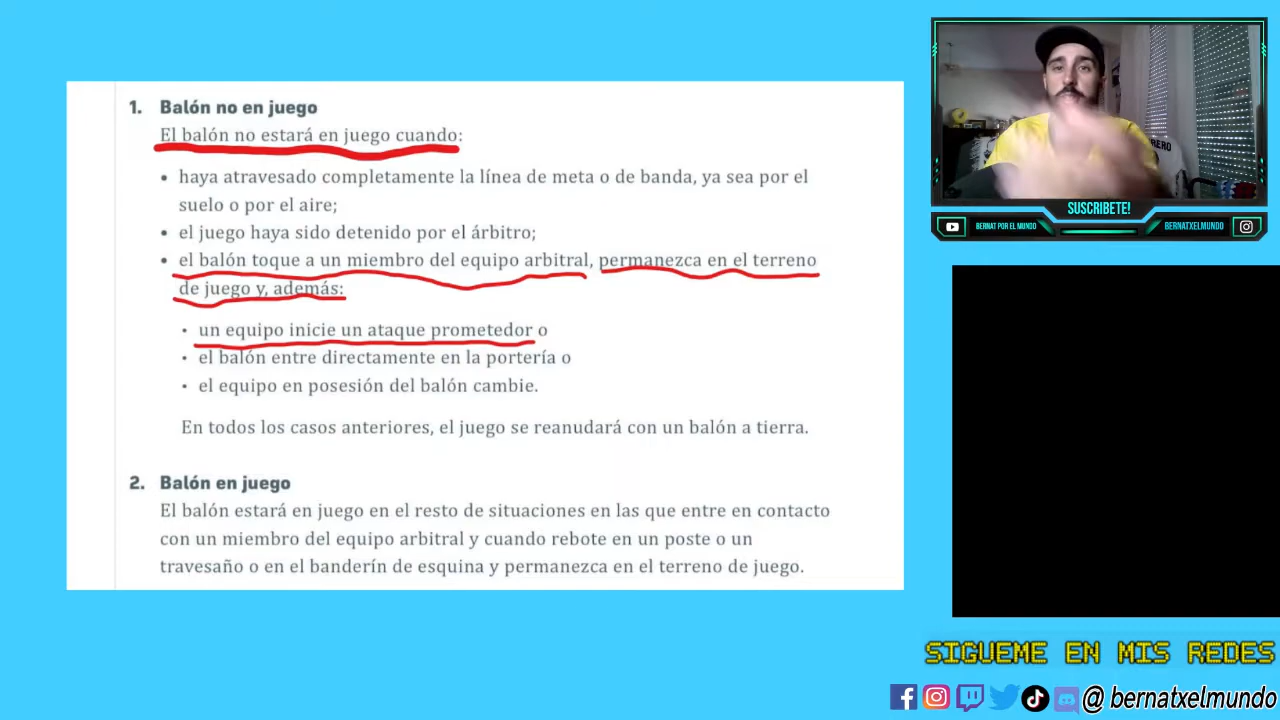 1. Balón no en juego
El balón no estará en juego cuando:
• haya atravesado completamente la línea de meta o de banda, ya sea por el
suelo o por el aire;
• el juego haya sido detenido por el árbitro;
• el balón toque a un miembro del equipo arbitral, permanezca en el terreno
de juego y, además:
• un equipo inicie un ataque prometedor o
• el balón entre directamente en la portería o
• el equipo en posesión del balón cambie.
En todos los casos anteriores, el juego se reanudará con un balón a tierra.
2. Balón en juego
El balón estará en juego en el resto de situaciones en las que entre en contacto
con un miembro del equipo arbitral y cuando rebote en un poste o un
travesaño o en el banderín de esquina y permanezca en el terreno de juego.
SUSCRIBETE!
BERNAT POR EL MUNDO
BERNATXELMUNDO
SIGUEME EN MIS REDES
@ bernatxelmundo